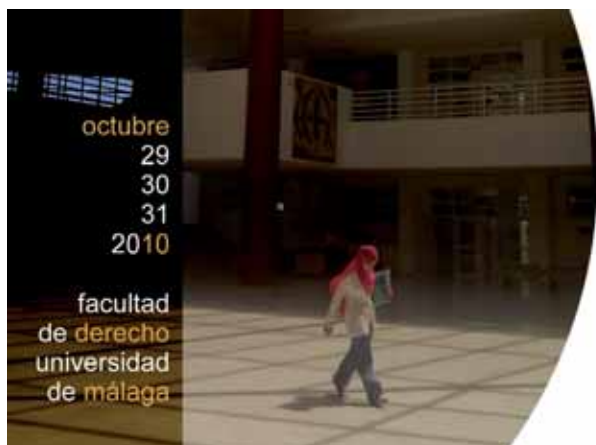 octubre
29
30
31
2010
facultad
de derecho
universidad
de málaga